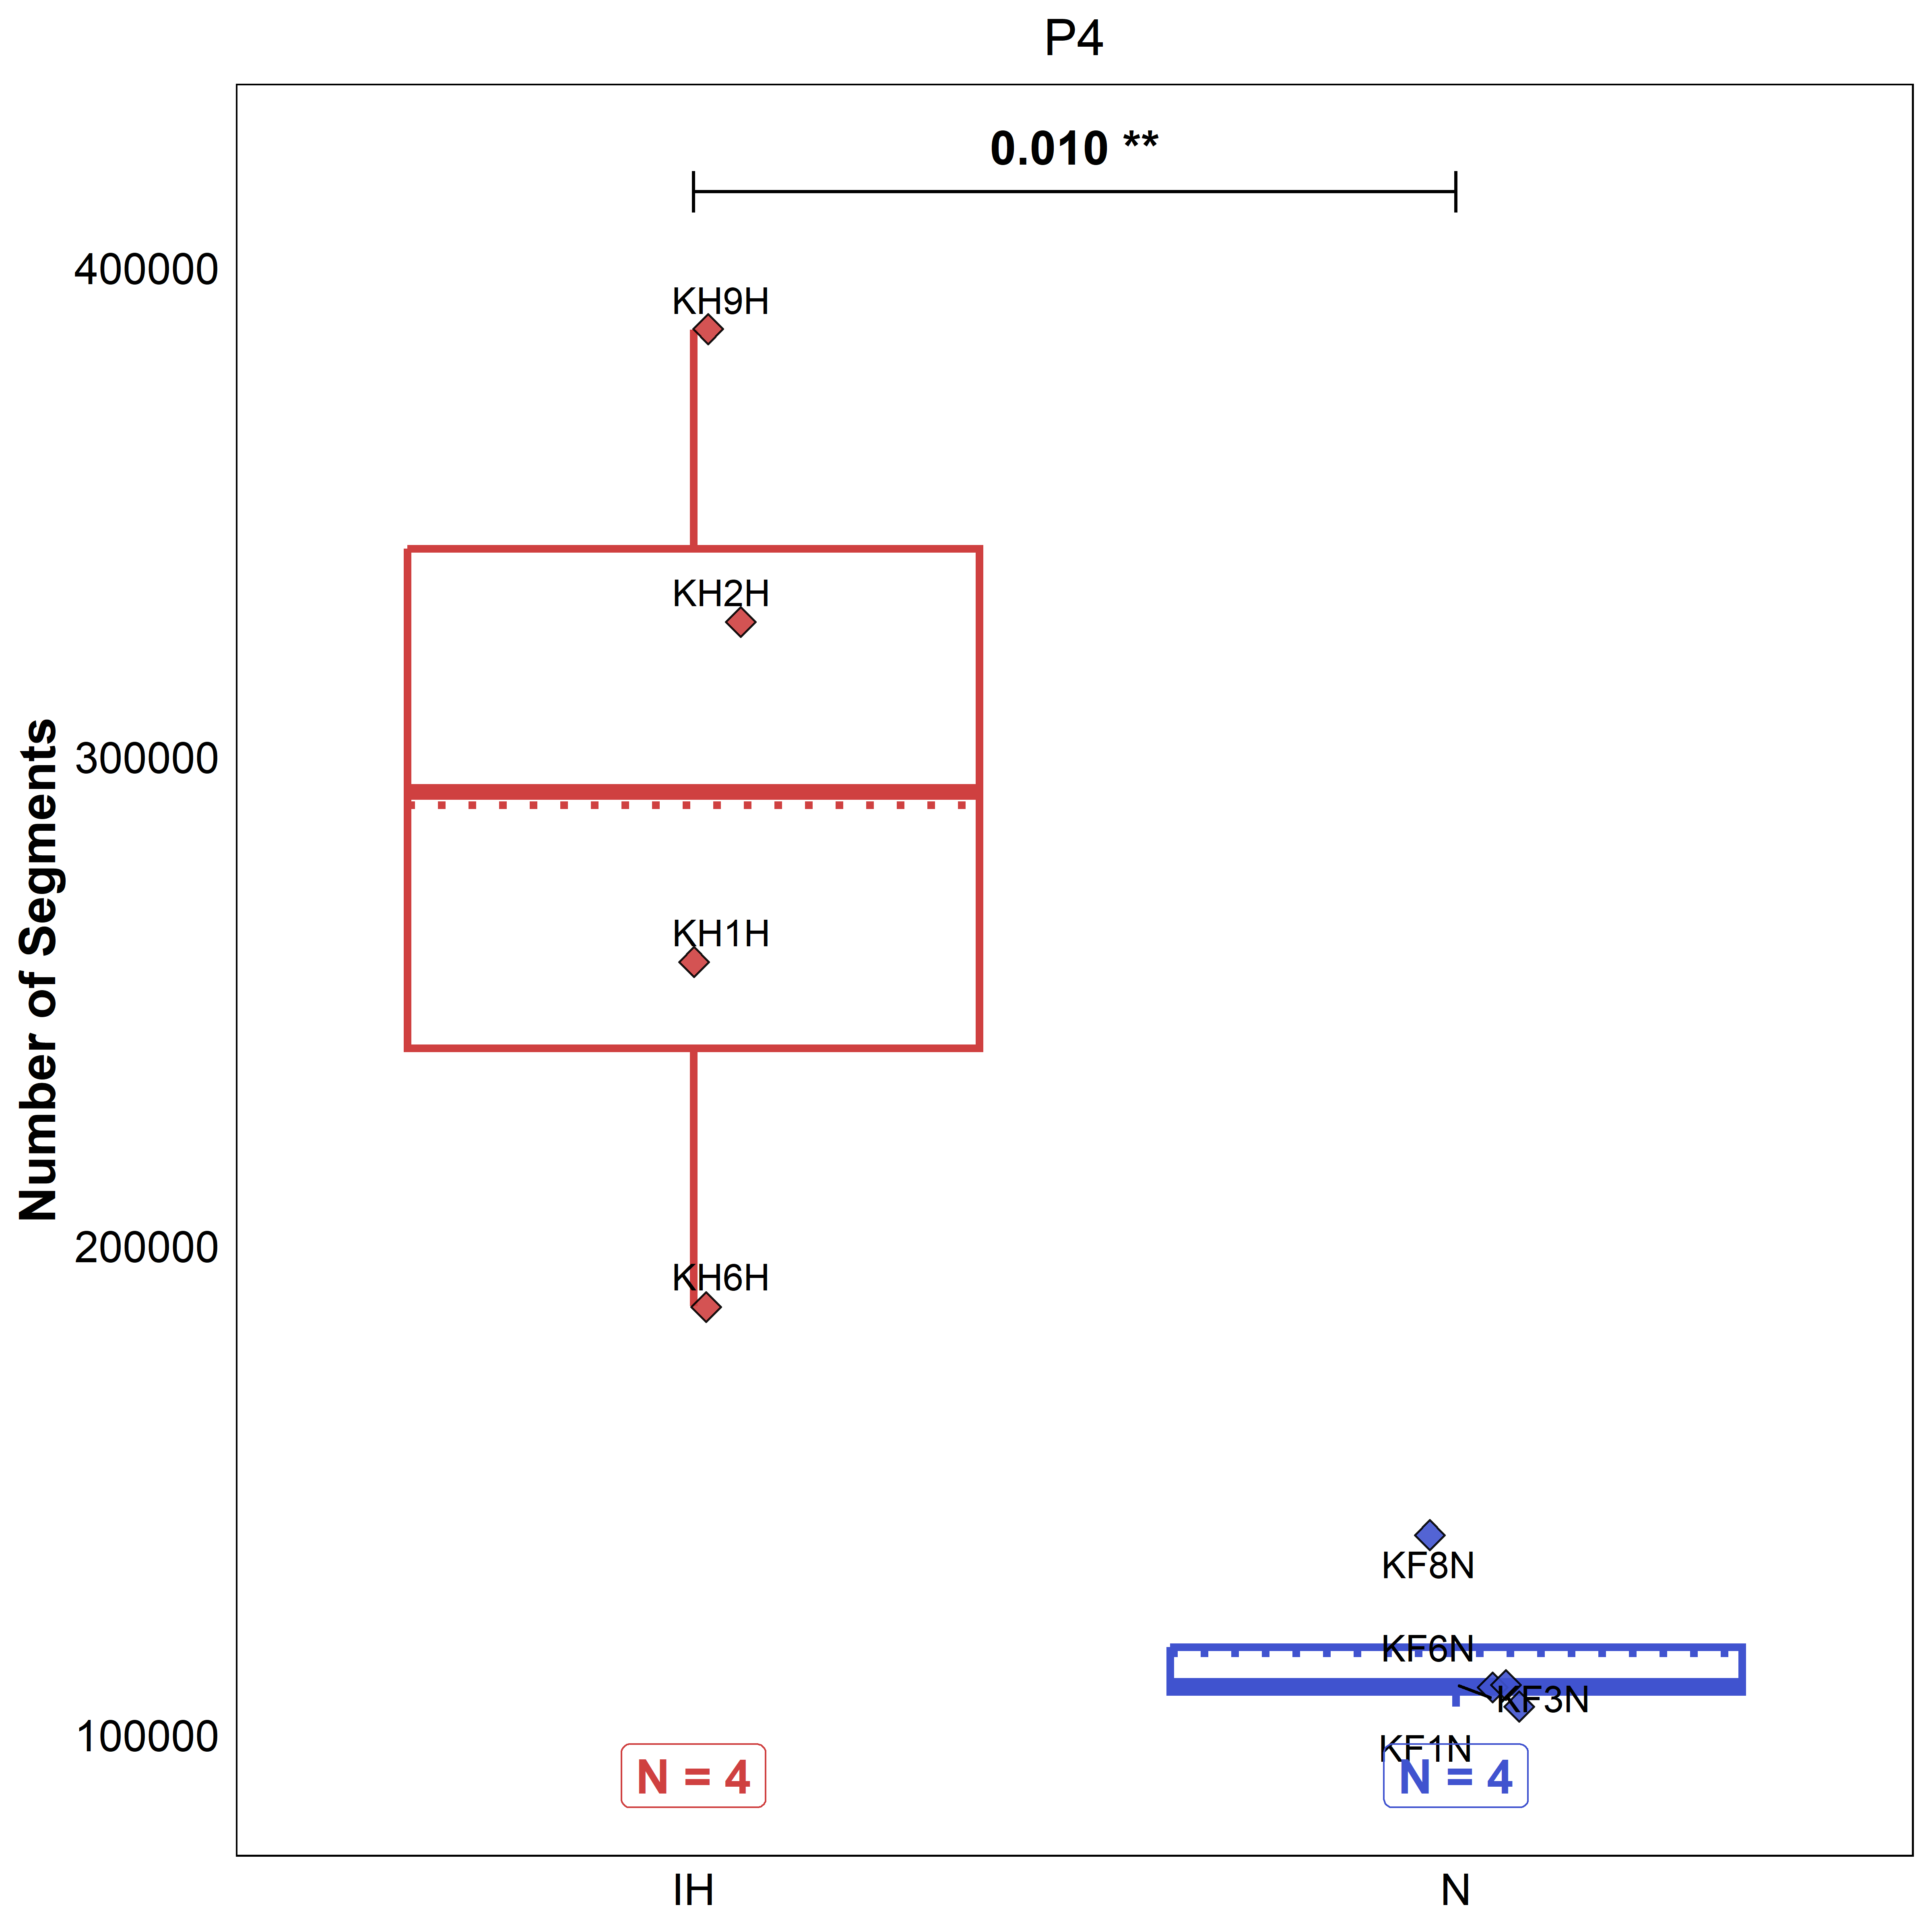 P4
0.010 **
400000
KH9H
KH2H
300000
KH1H
200000
KH6H
KF8N
KF6N
KF3N
100000
KF1N
N = 4
N = 4
IH
N
Number of Segments